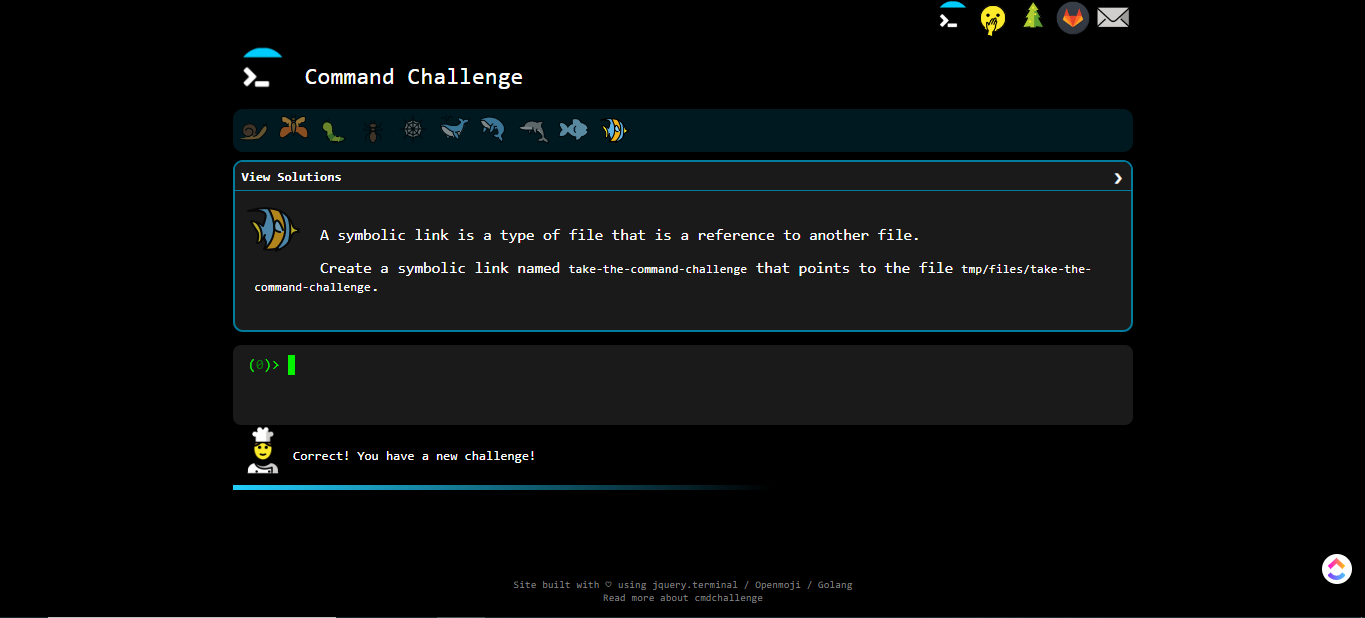 Command Challenge
View Solutions
A symbolic link is a type of file that is a reference to another file.
Create a symbolic link named take-the-command-challenge that points to the file tmp/files/take-the-
command-challenge.
(0)>
Correct! You have a new challenge!
Site built with ♡ using jquery.terminal / Openmoji / Golang
Read more about cmdchallenge